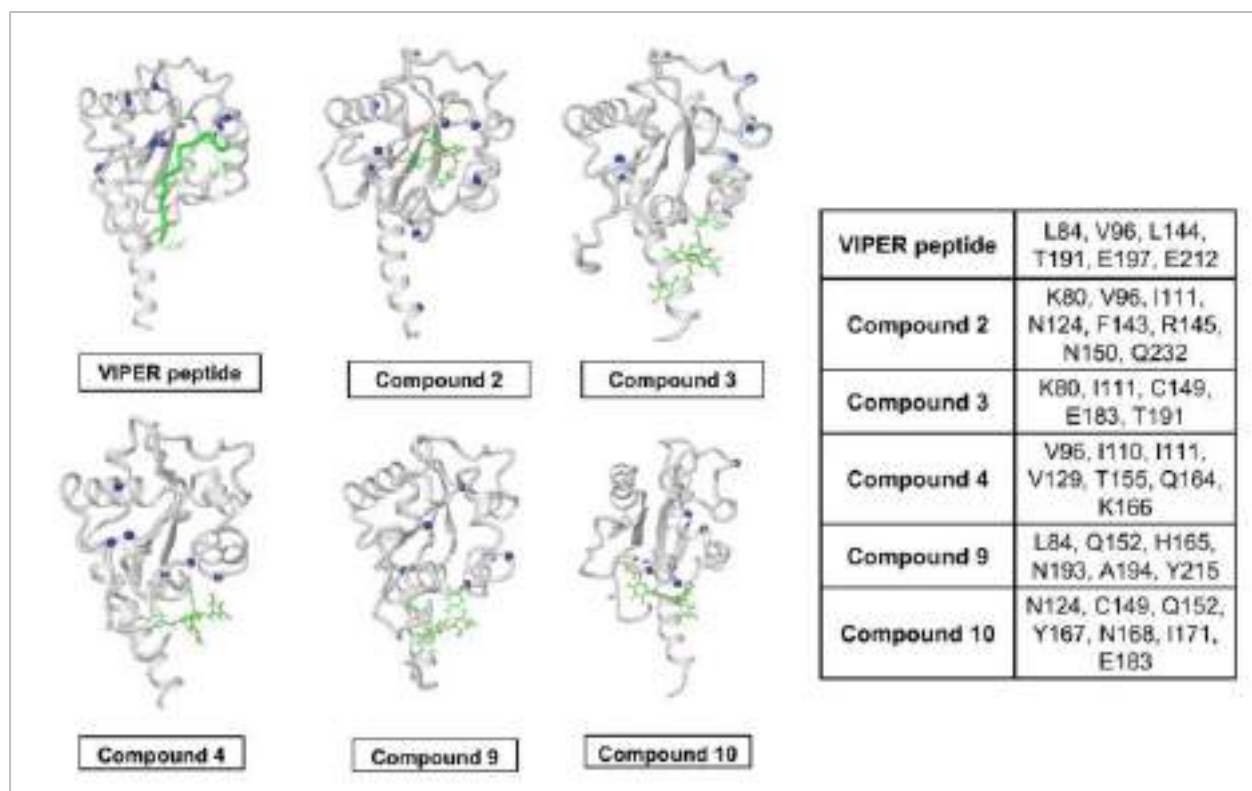 VIPER peptide
Compound 2
Compound 3
Compound 4
Compound 9
Compound 10
VIPER peptide
L84, V96, L144,
T191, E197, E212
Compound 2
K80, V96, I111,
N124, F143, R145,
N150, Q232
Compound 3
K80, I111, C149,
E183, T191
Compound 4
V96, I110, I111,
V129, T155, Q164,
K166
Compound 9
L84, Q152, H165,
N193, A194, Y215
Compound 10
N124, C149, Q152,
Y167, N168, I171,
E183